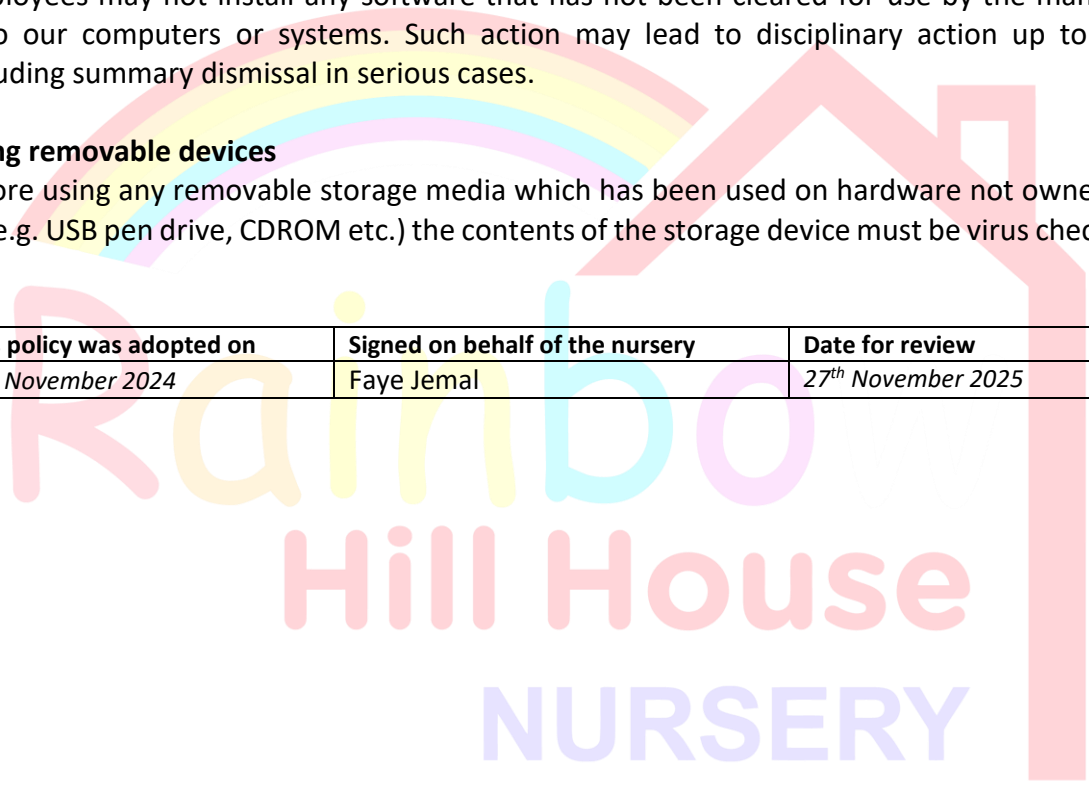 ployees may not install any software that has not been cleared for use by the man
o our computers or systems. Such action may lead to disciplinary action up to
uding summary dismissal in serious cases.
ng removable devices
ore using any removable storage media which has been used on hardware not owne
e.g. USB pen drive, CDROM etc.) the contents of the storage device must be virus chec
policy was adopted on Signed on behalf of the nursery Date for review
November 2024 Faye Jemal 27th November 2025
Rainbo
Hill House
NURSERY